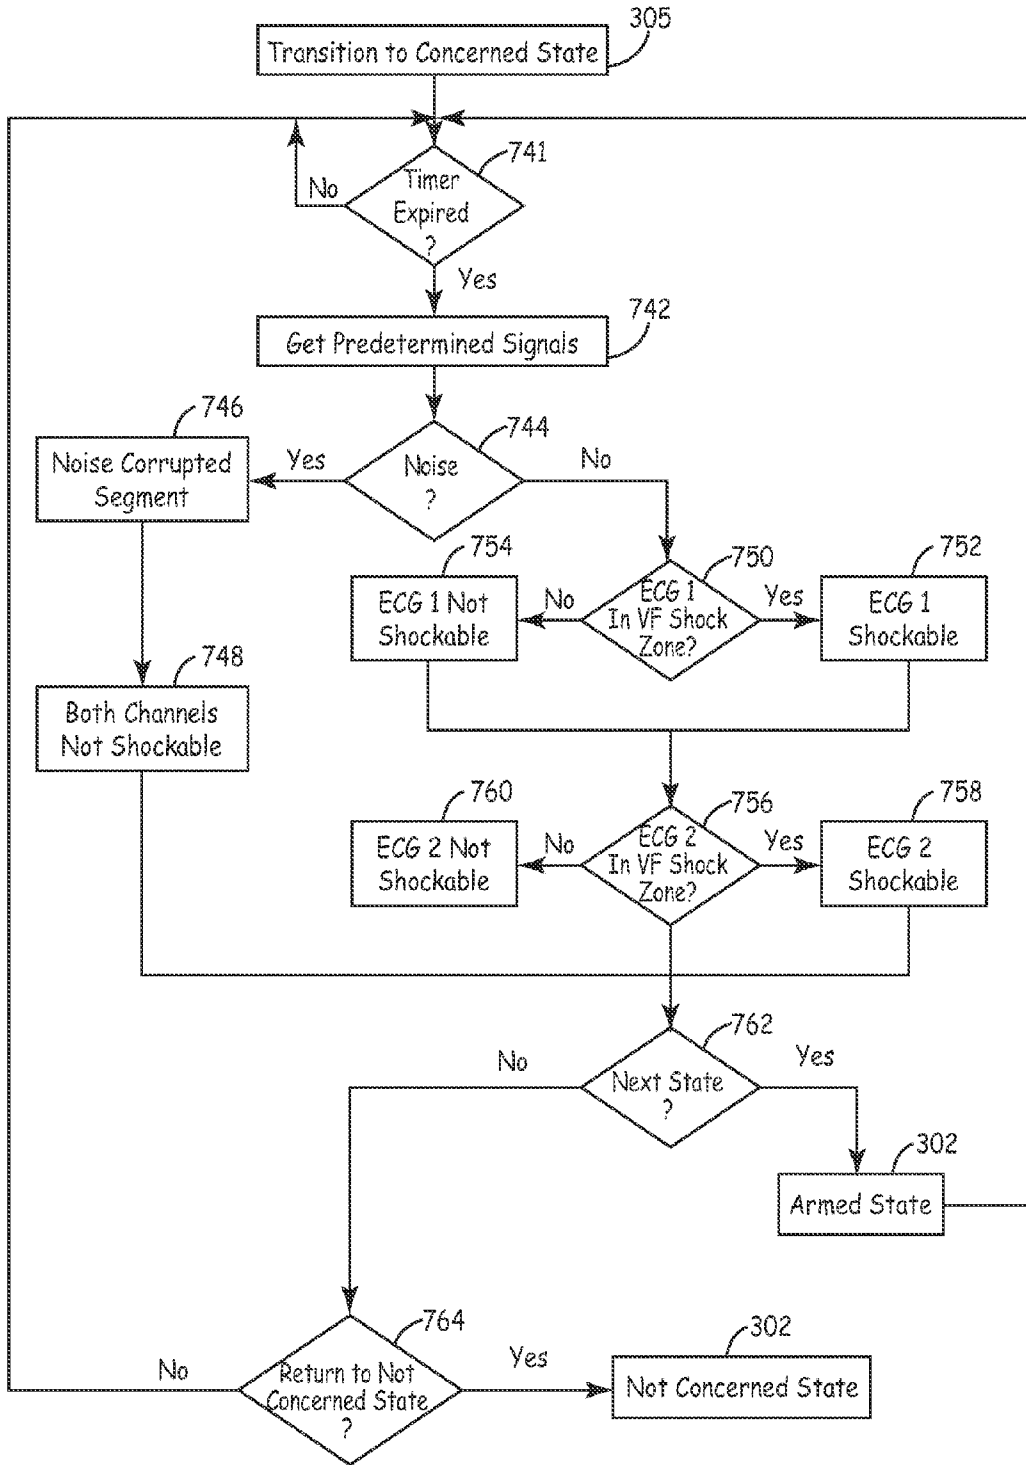 305
Transition to Concerned State
741
Timer
Expired
?
No
Yes
742
Get Predetermined Signals
746
744
Noise Corrupted
Segment
Yes
Noise
?
No
754
750
752
ECG 1 Not
Shockable
No
ECG 1
In VF Shock
Zone?
Yes
ECG 1
Shockable
748
Both Channels
Not Shockable
760
756
758
ECG 2 Not
Shockable
No
ECG 2
In VF Shock
Zone?
Yes
ECG 2
Shockable
762
No
Next State
?
Yes
302
Armed State
764
No
Return to Not
Concerned State
?
Yes
302
Not Concerned State